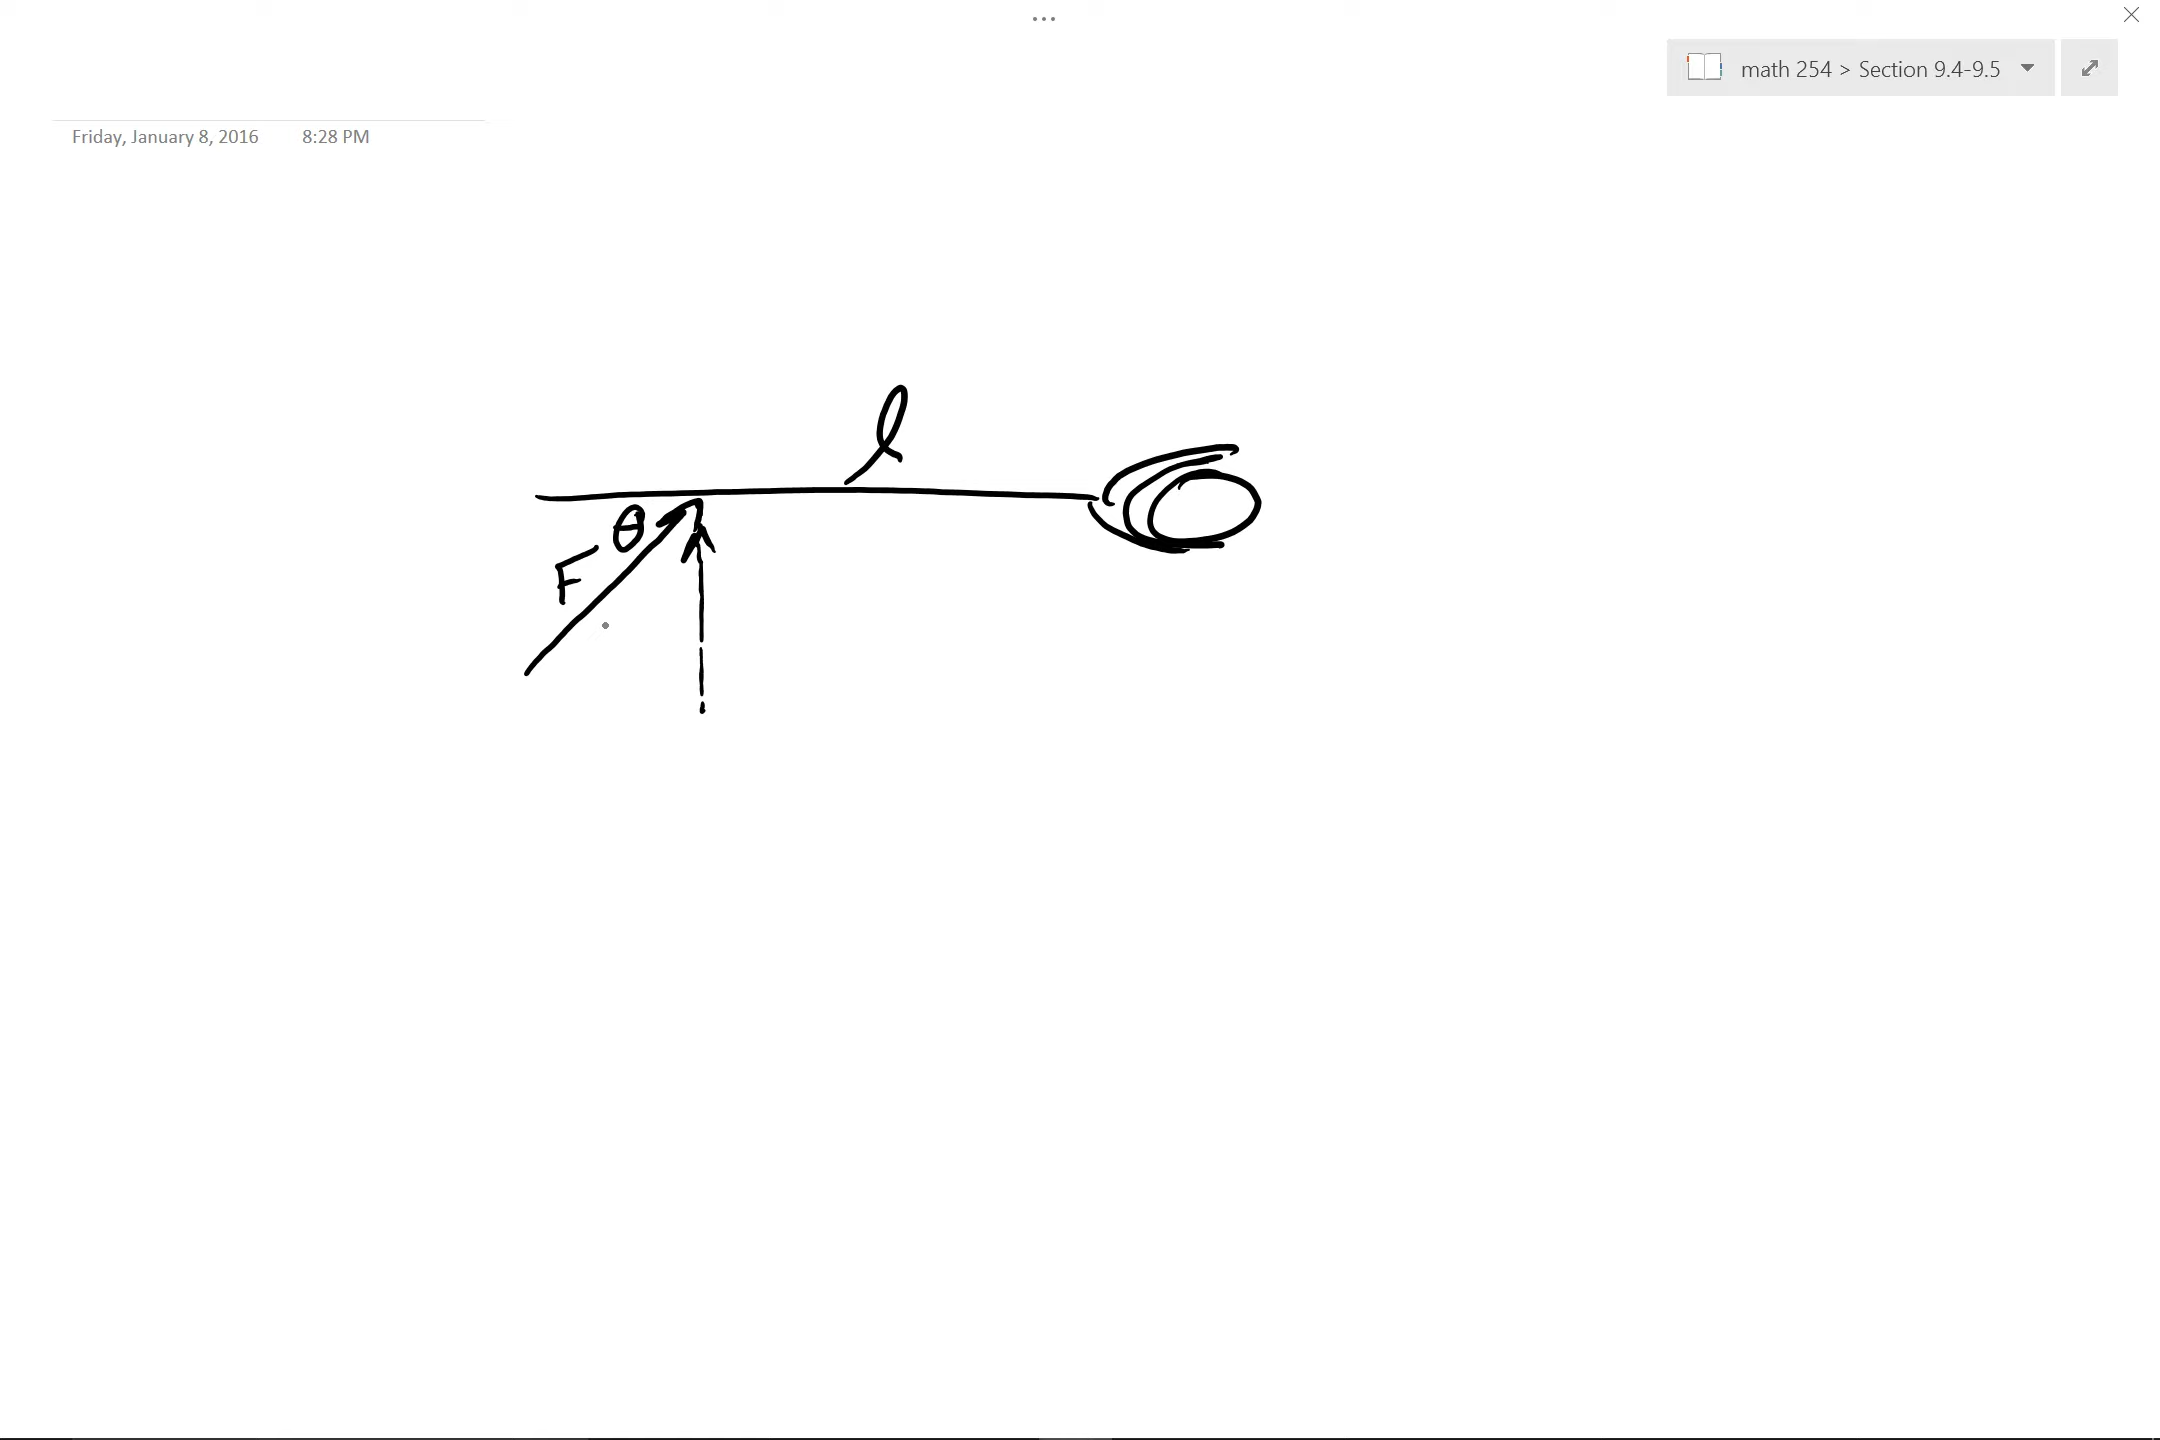 math 254 > Section 9.4-9.5
Friday, January 8, 2016 8:28 PM
l
θ
F